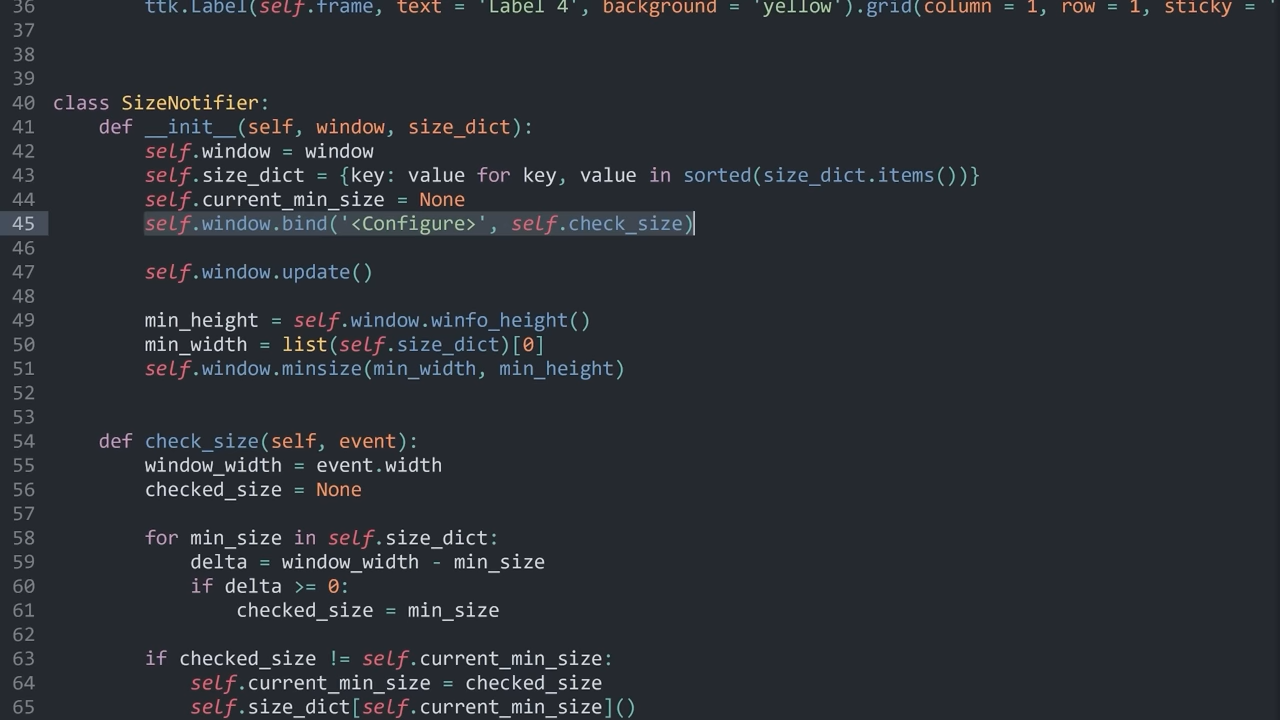 36 ttk.Label(self.frame, text = 'Label 4', background = 'yellow').grid(column = 1, row = 1, sticky = '
37
38
39
40 class SizeNotifier:
41     def __init__(self, window, size_dict):
42         self.window = window
43         self.size_dict = {key: value for key, value in sorted(size_dict.items())}
44         self.current_min_size = None
45         self.window.bind('<Configure>', self.check_size)
46
47         self.window.update()
48
49         min_height = self.window.winfo_height()
50         min_width = list(self.size_dict)[0]
51         self.window.minsize(min_width, min_height)
52
53
54     def check_size(self, event):
55         window_width = event.width
56         checked_size = None
57
58         for min_size in self.size_dict:
59             delta = window_width - min_size
60             if delta >= 0:
61                 checked_size = min_size
62
63         if checked_size != self.current_min_size:
64             self.current_min_size = checked_size
65             self.size_dict[self.current_min_size]()